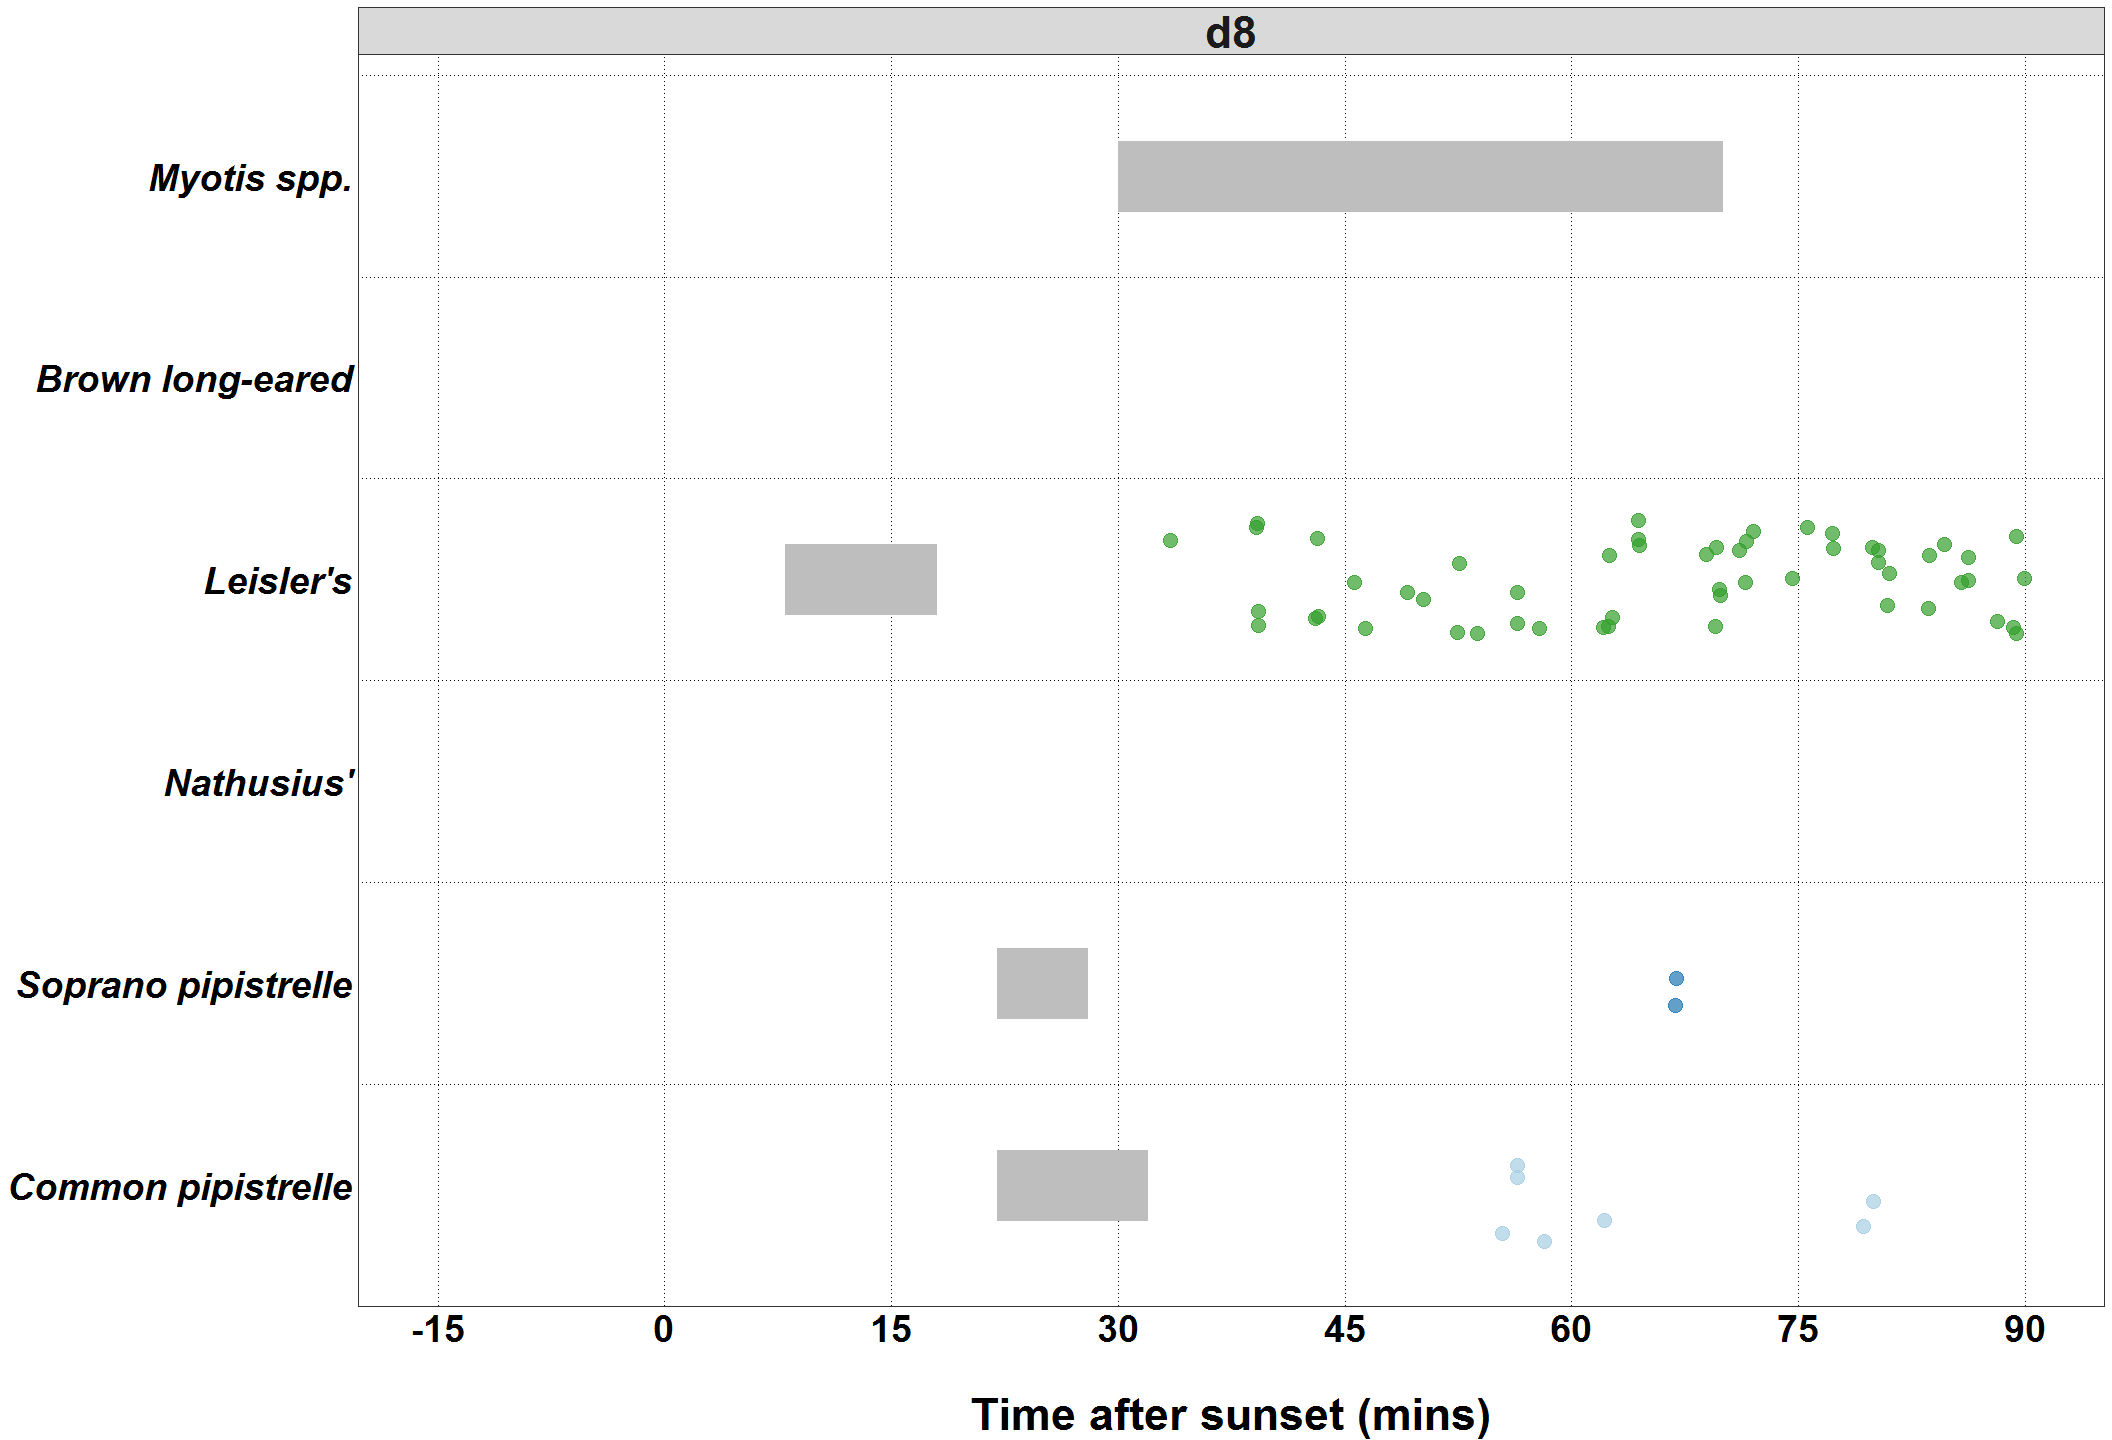 d8
Myotis spp.
Brown long-eared
Leisler's
Nathusius'
Soprano pipistrelle
Common pipistrelle
-15 0 15 30 45 60 75 90
Time after sunset (mins)